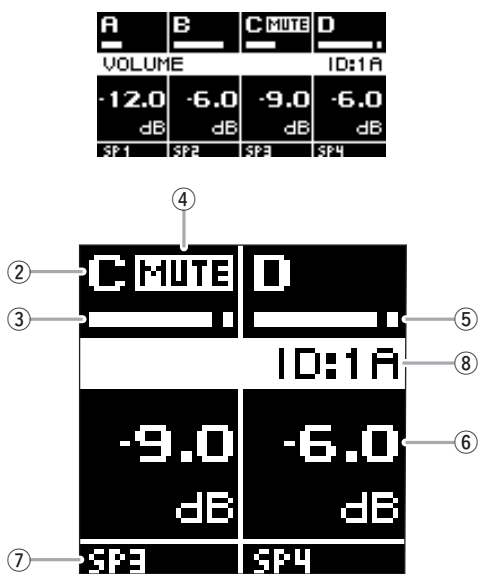 A B C MUTE D
VOLUME ID:1A
-12.0 -6.0 -9.0 -6.0
dB dB dB dB
SP1 SP2 SP3 SP4
④
② C MUTE D
③ ⑤
ID:1A ⑧
-9.0 -6.0 ⑥
dB dB
⑦ SP3 SP4